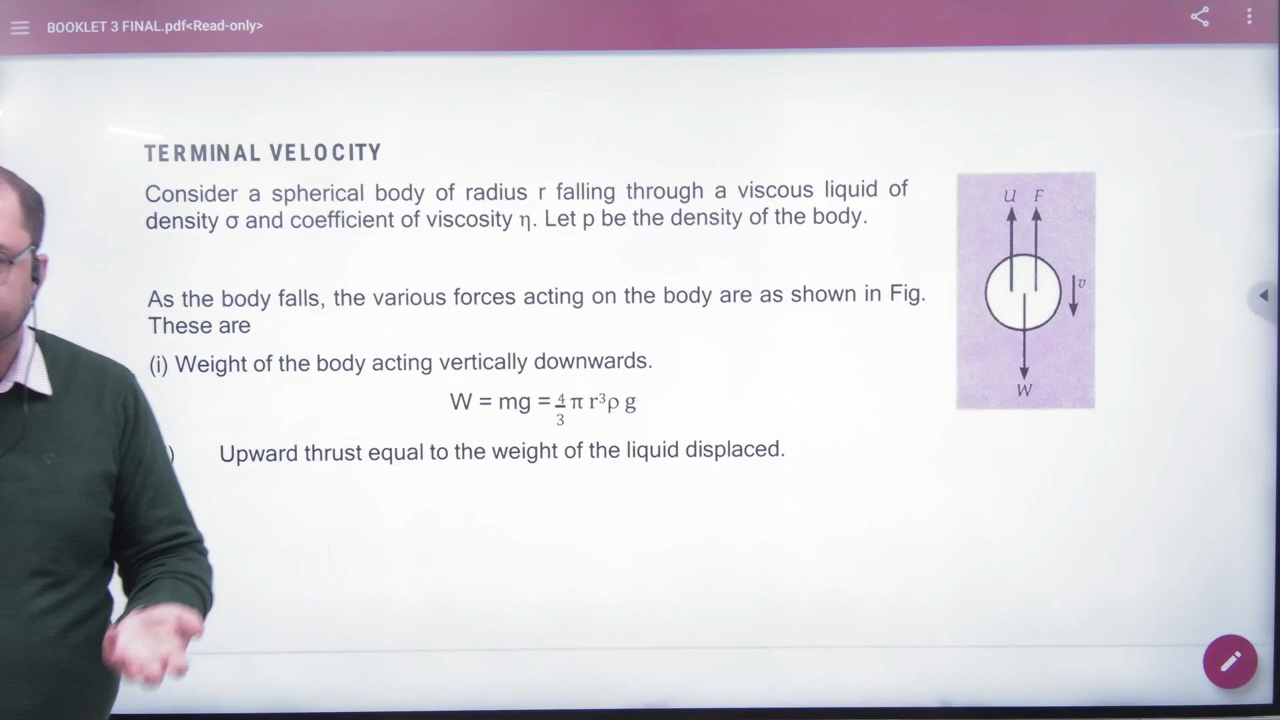 BOOKLET 3 FINAL.pdf<Read-only>
TERMINAL VELOCITY
Consider a spherical body of radius r falling through a viscous liquid of
density σ and coefficient of viscosity η. Let p be the density of the body.
As the body falls, the various forces acting on the body are as shown in Fig.
These are
(i) Weight of the body acting vertically downwards.
W = mg = 4/3 π r³ρ g
) Upward thrust equal to the weight of the liquid displaced.
U F
v
W